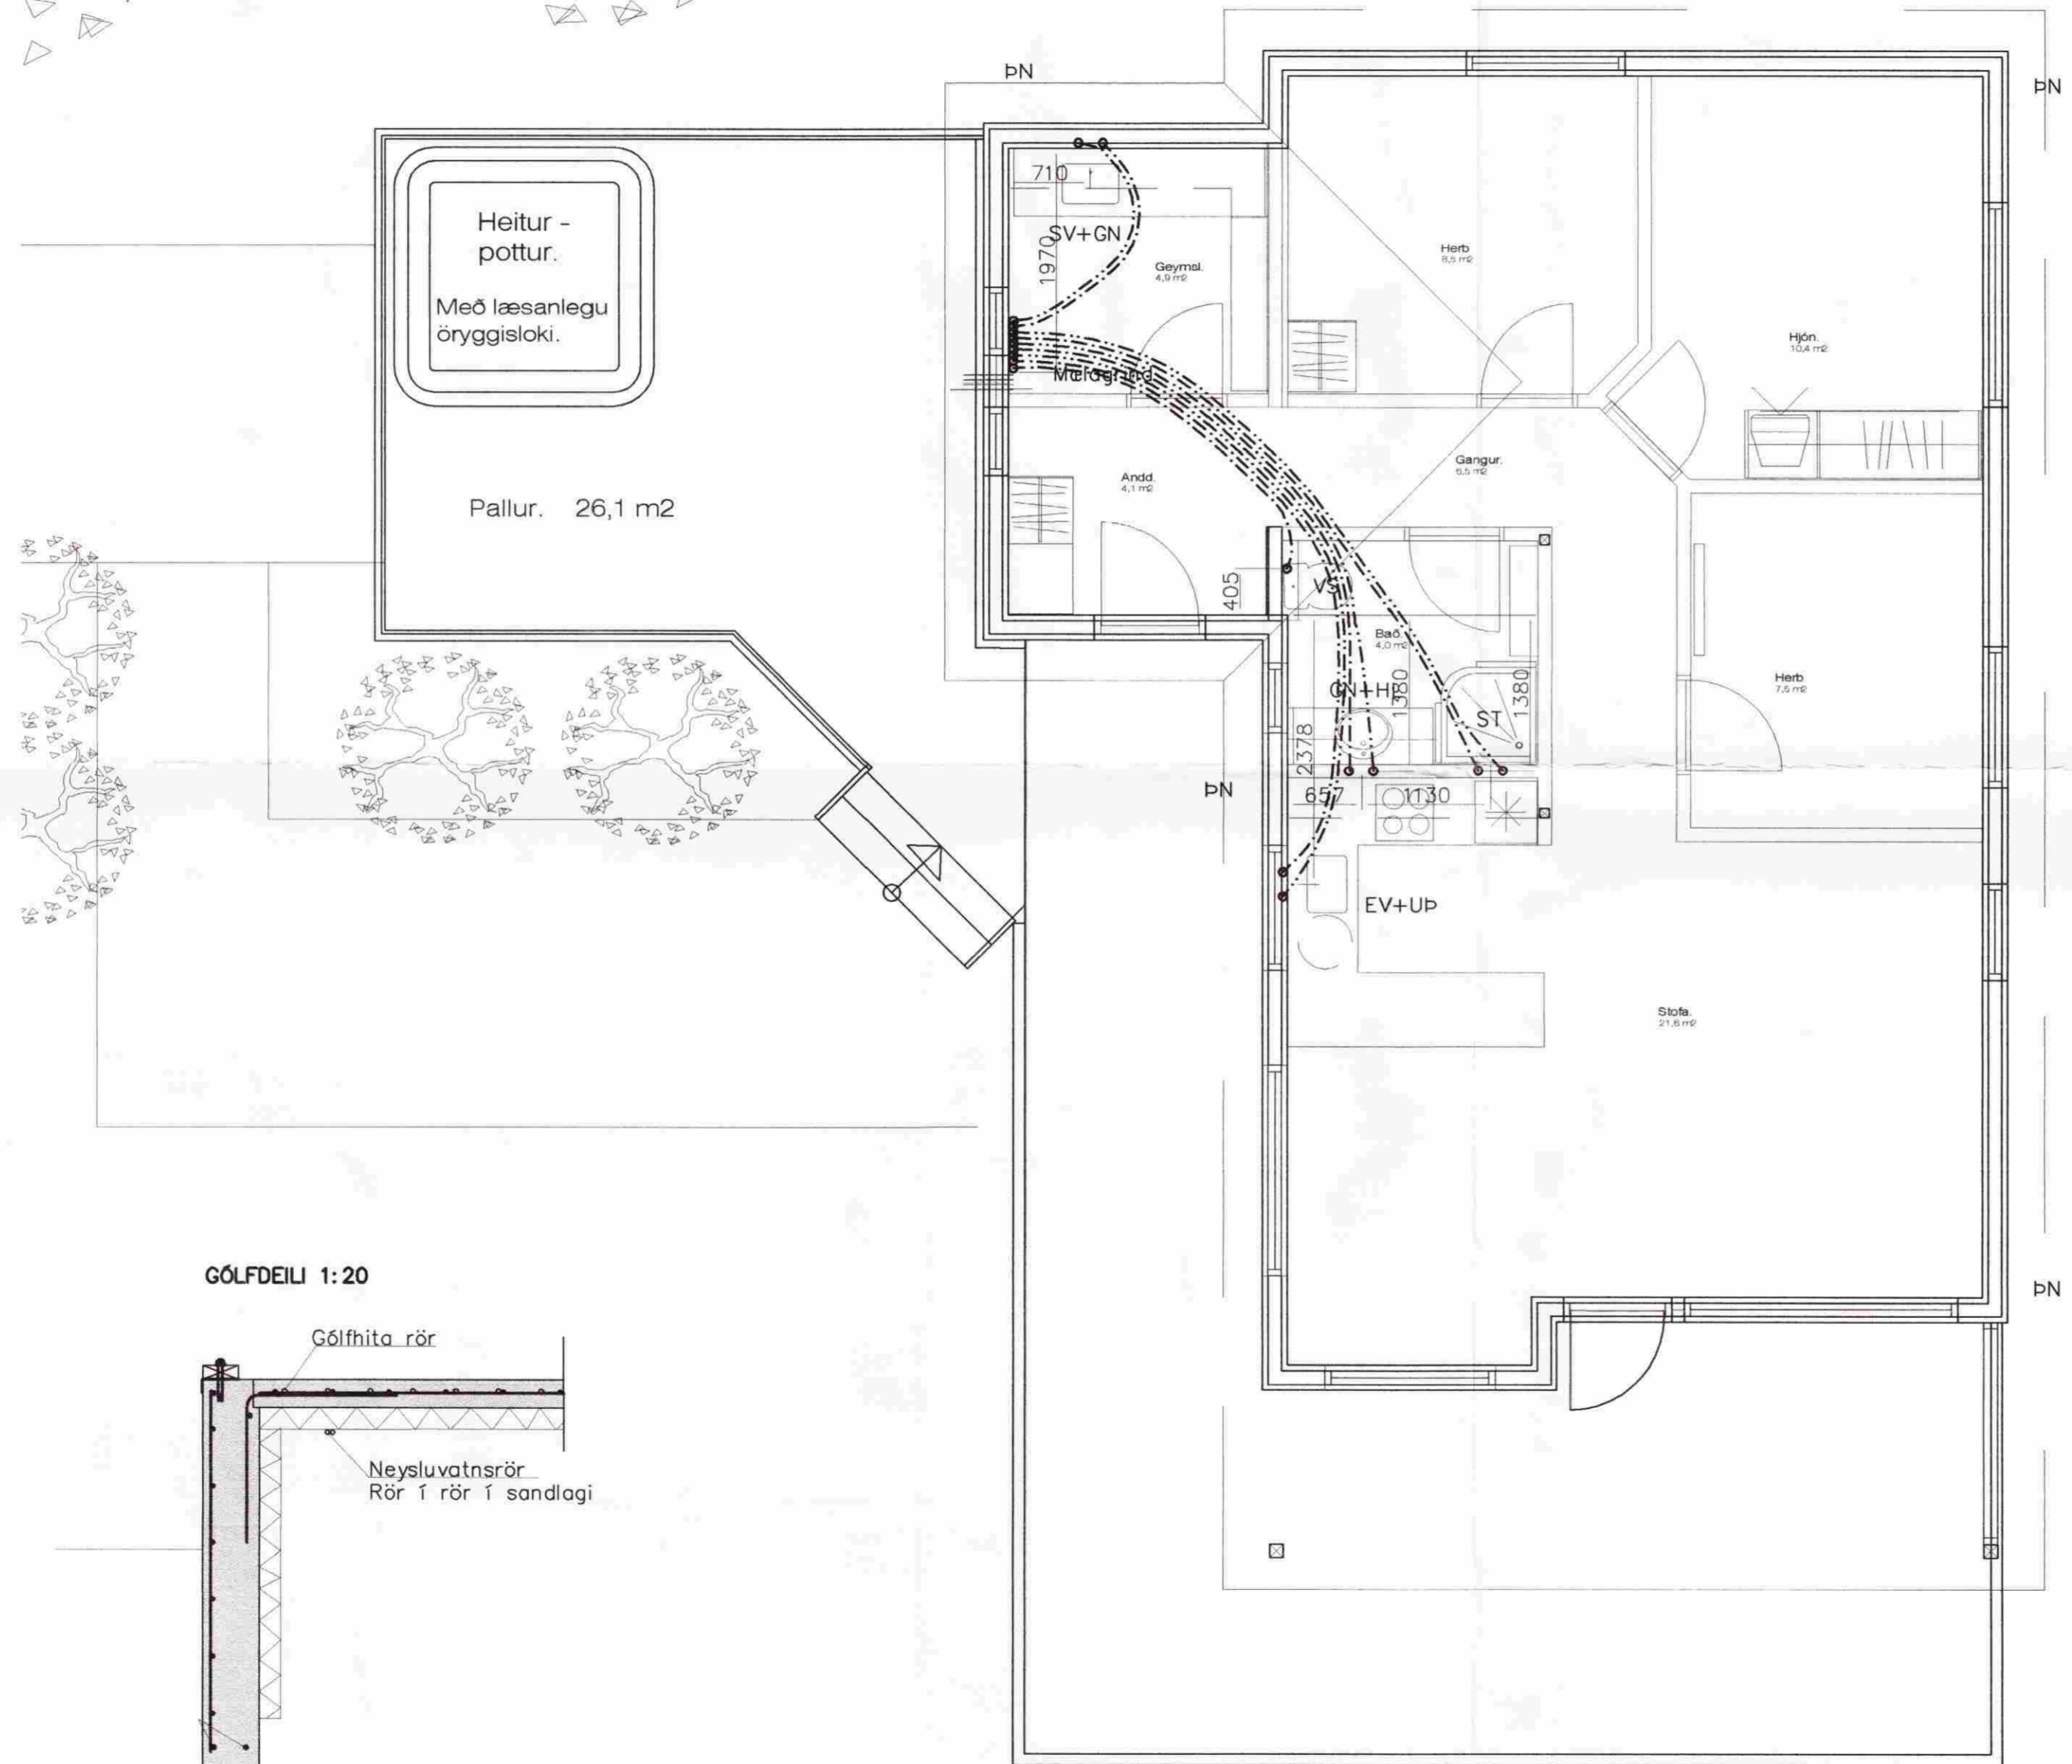 ÞN
ÞN
Heitur -
pottur.
Með læsanlegu
öryggisloki.
710
SV+GN
1970
Geymsl.
4,9 m2
Herb
8,5 m2
Hjón.
10,4 m2
Mælagrind
Andd.
4,1 m2
Gangur.
6,5 m2
Pallur. 26,1 m2
405
VS
Bað.
4,0 m2
GN+HL
1380
1380
ST
Herb
7,5 m2
2378
ÞN
657
1130
EV+UÞ
Stofa.
21,6 m2
GÓLFDEILI 1:20
ÞN
Gólfhita rör
Neysluvatnsrör
Rör í rör í sandlagi